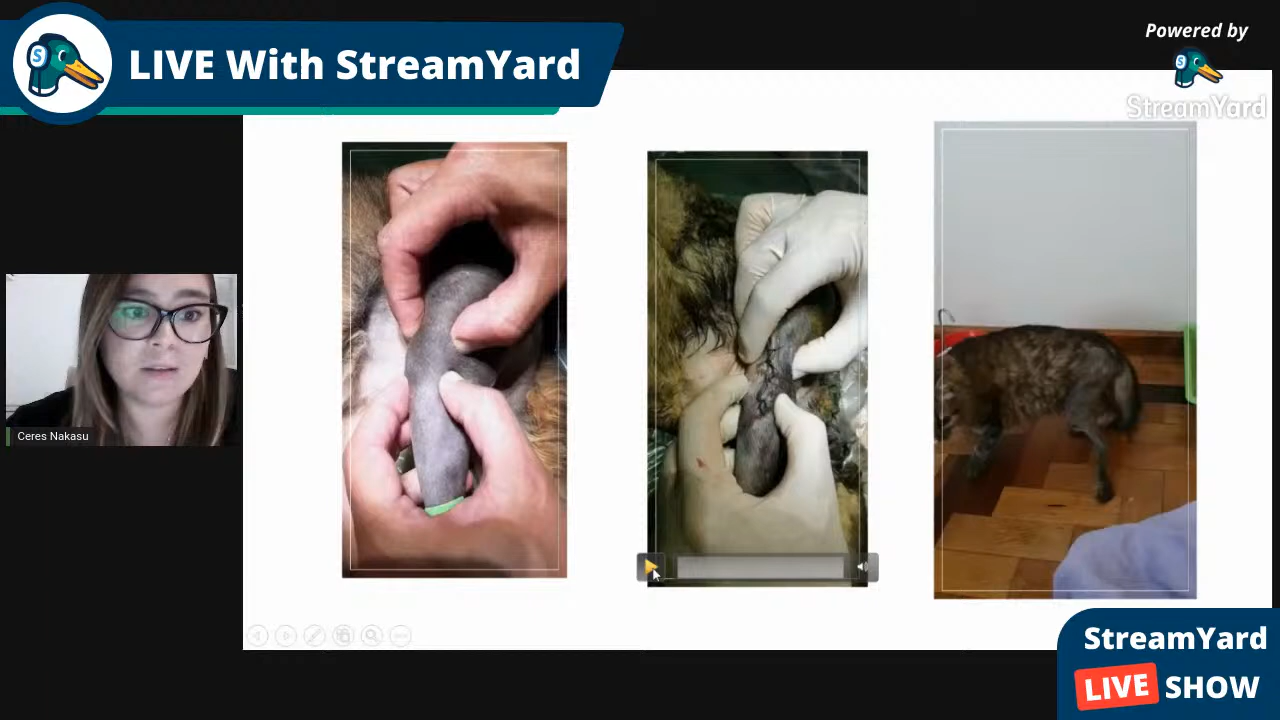 LIVE With StreamYard
Powered by
StreamYard
Ceres Nakasu
StreamYard
LIVE SHOW